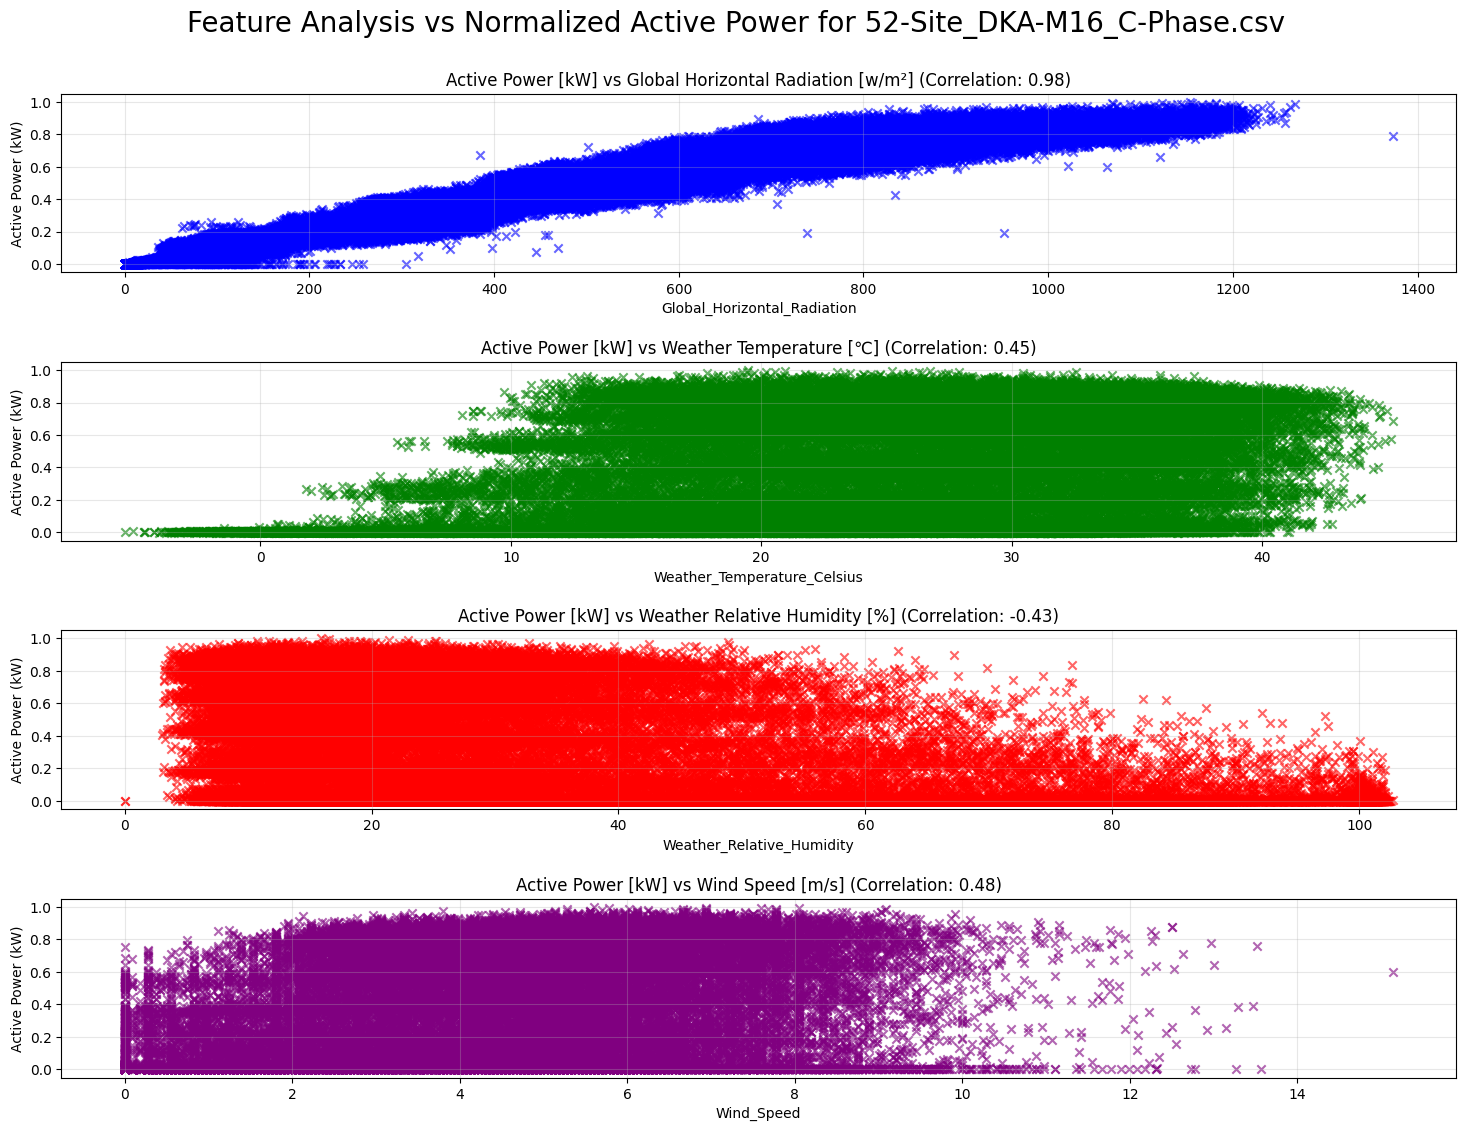 Feature Analysis vs Normalized Active Power for 52-Site_DKA-M16_C-Phase.csv
Active Power [kW] vs Global Horizontal Radiation [w/m²] (Correlation: 0.98)
Active Power (kW)
1.0
0.8
0.6
0.4
0.2
0.0
0 200 400 600 800 1000 1200 1400
Global_Horizontal_Radiation
Active Power [kW] vs Weather Temperature [℃] (Correlation: 0.45)
Active Power (kW)
1.0
0.8
0.6
0.4
0.2
0.0
0 10 20 30 40
Weather_Temperature_Celsius
Active Power [kW] vs Weather Relative Humidity [%] (Correlation: -0.43)
Active Power (kW)
1.0
0.8
0.6
0.4
0.2
0.0
0 20 40 60 80 100
Weather_Relative_Humidity
Active Power [kW] vs Wind Speed [m/s] (Correlation: 0.48)
Active Power (kW)
1.0
0.8
0.6
0.4
0.2
0.0
0 2 4 6 8 10 12 14
Wind_Speed